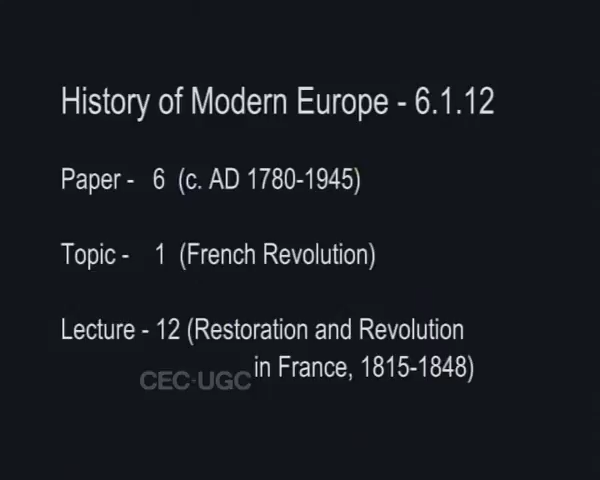 History of Modern Europe - 6.1.12
Paper - 6 (c. AD 1780-1945)
Topic - 1 (French Revolution)
Lecture - 12 (Restoration and Revolution
in France, 1815-1848)
CEC-UGC